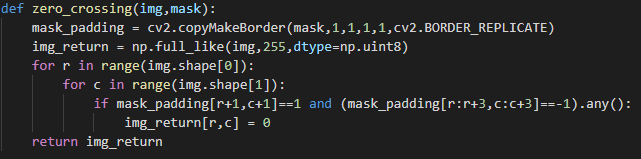 def zero_crossing(img,mask):
    mask_padding = cv2.copyMakeBorder(mask,1,1,1,1,cv2.BORDER_REPLICATE)
    img_return = np.full_like(img,255,dtype=np.uint8)
    for r in range(img.shape[0]):
        for c in range(img.shape[1]):
            if mask_padding[r+1,c+1]==1 and (mask_padding[r:r+3,c:c+3]==-1).any():
                img_return[r,c] = 0
    return img_return